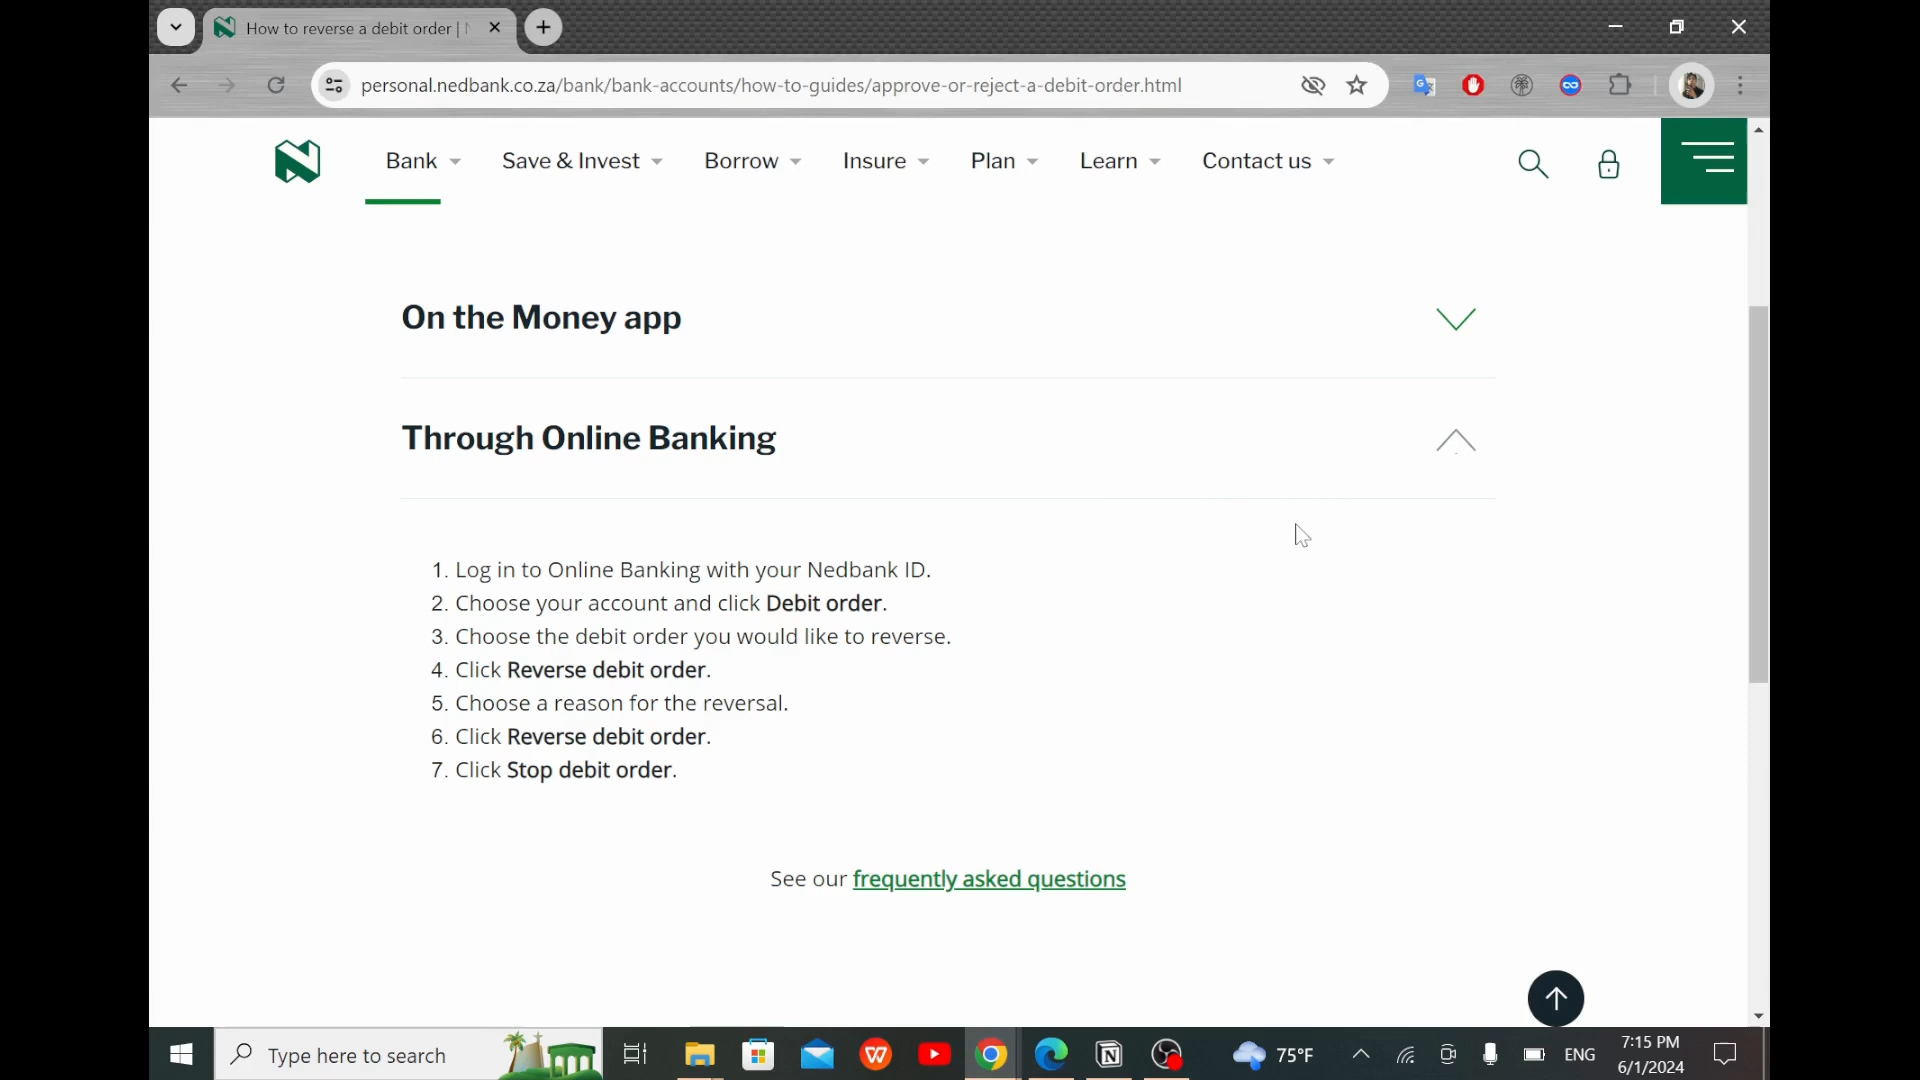 How to reverse a debit order |
personal.nedbank.co.za/bank/bank-accounts/how-to-guides/approve-or-reject-a-debit-order.html
Bank Save & Invest Borrow Insure Plan Learn Contact us
On the Money app
Through Online Banking
1. Log in to Online Banking with your Nedbank ID.
2. Choose your account and click Debit order.
3. Choose the debit order you would like to reverse.
4. Click Reverse debit order.
5. Choose a reason for the reversal.
6. Click Reverse debit order.
7. Click Stop debit order.
See our frequently asked questions
Type here to search
75°F
ENG
7:15 PM
6/1/2024